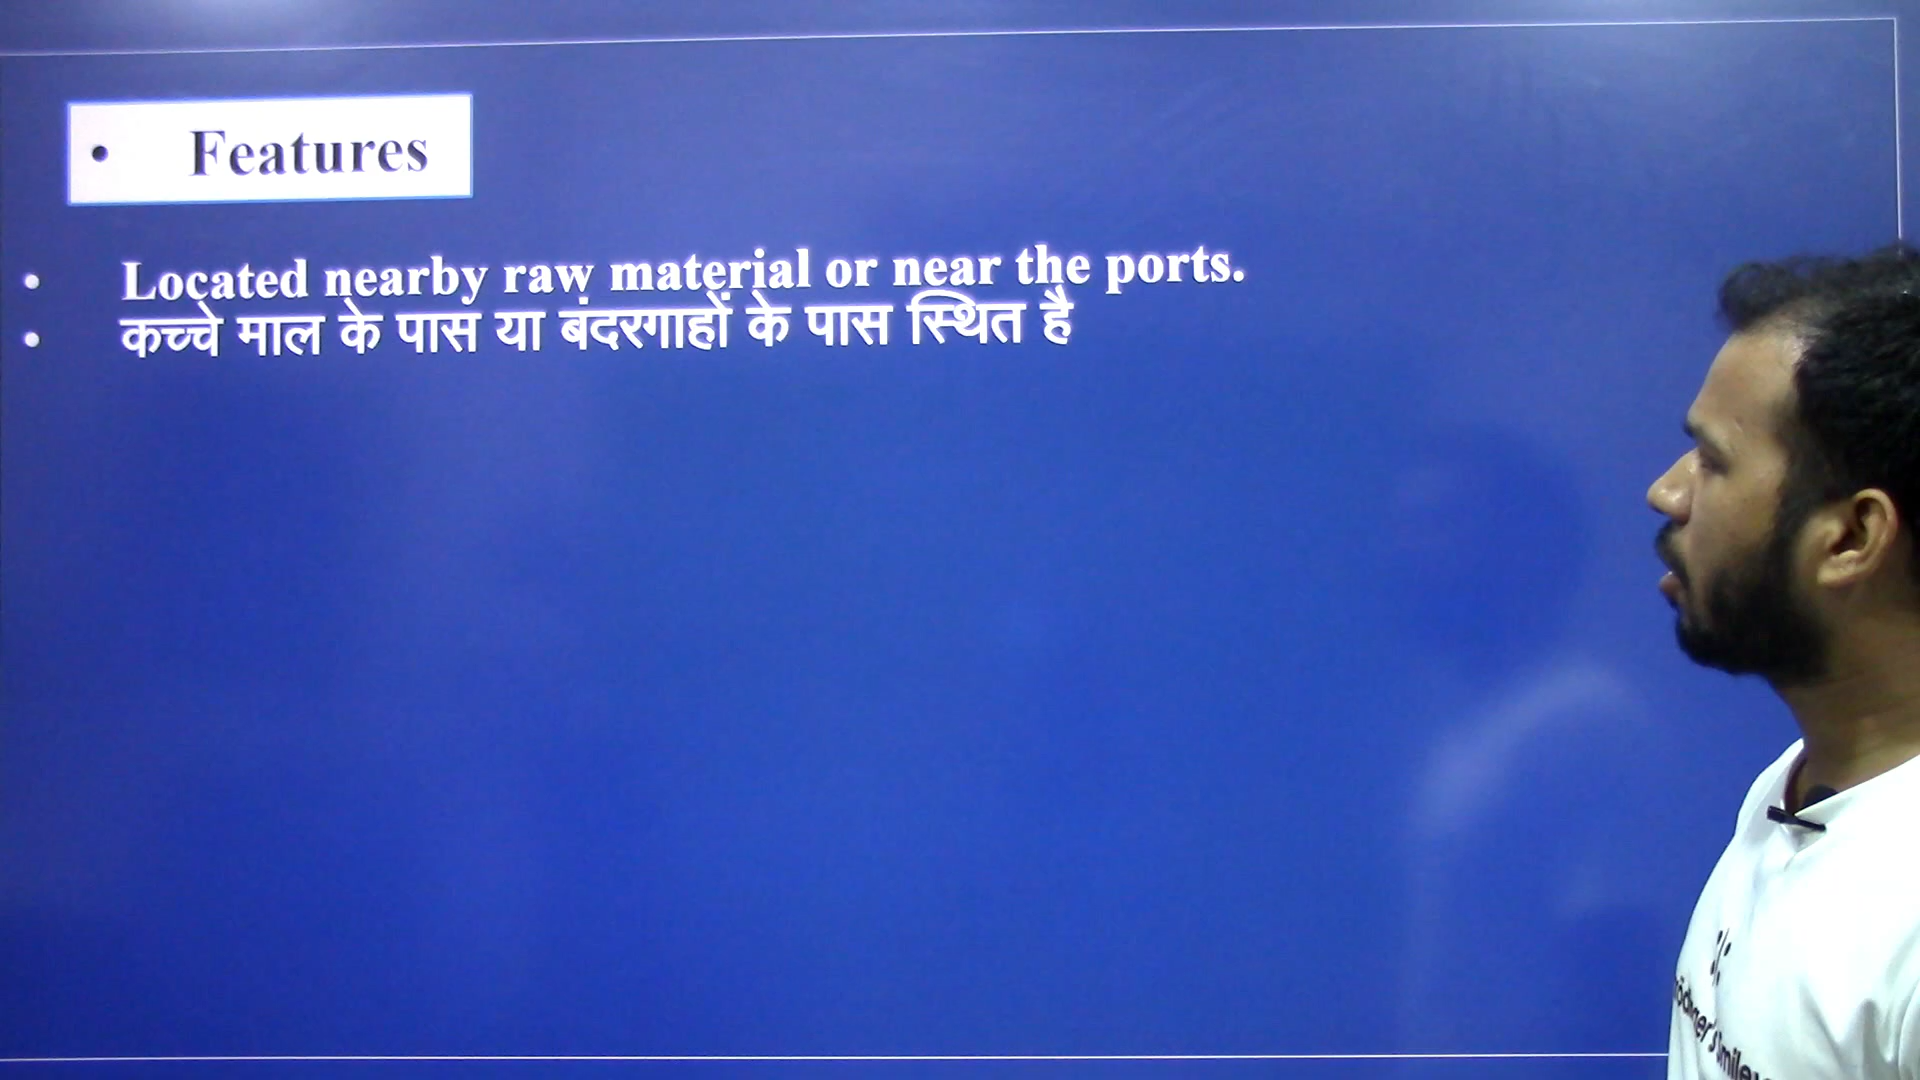 • Features
• Located nearby raw material or near the ports.
• कच्चे माल के पास या बंदरगाहों के पास स्थित है